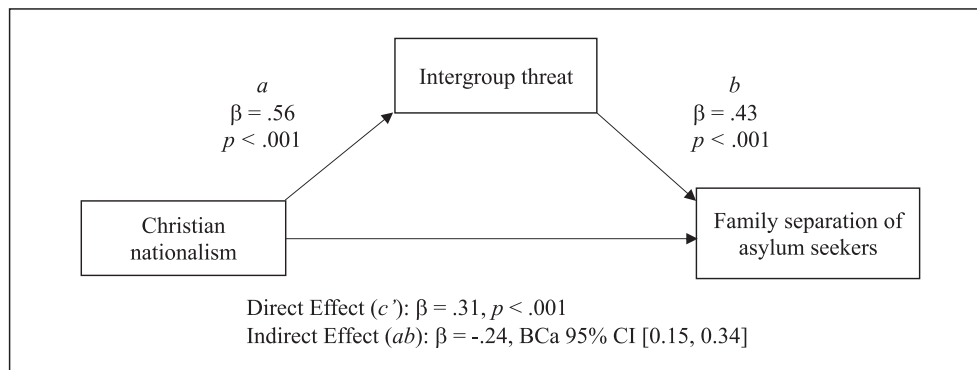 Intergroup threat
a
β = .56
p < .001
b
β = .43
p < .001
Christian
nationalism
Family separation of
asylum seekers
Direct Effect (c’): β = .31, p < .001
Indirect Effect (ab): β = -.24, BCa 95% CI [0.15, 0.34]